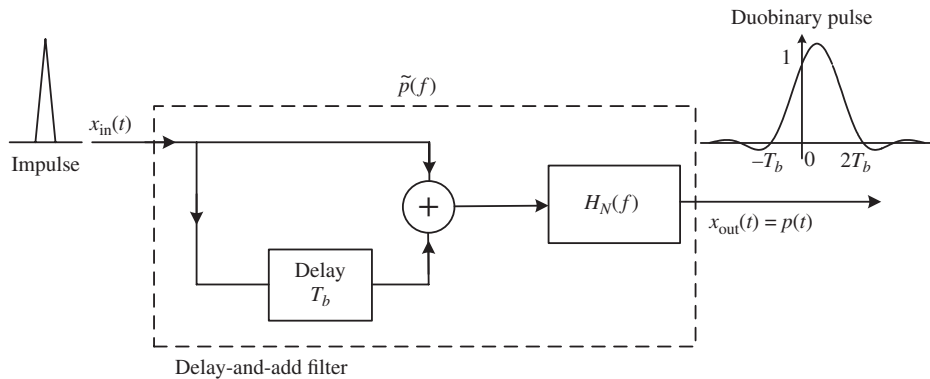 Duobinary pulse
1
−T_b 0 2T_b
p̃(f)
x_in(t)
Impulse
+
H_N(f)
x_out(t) = p(t)
Delay
T_b
Delay-and-add filter